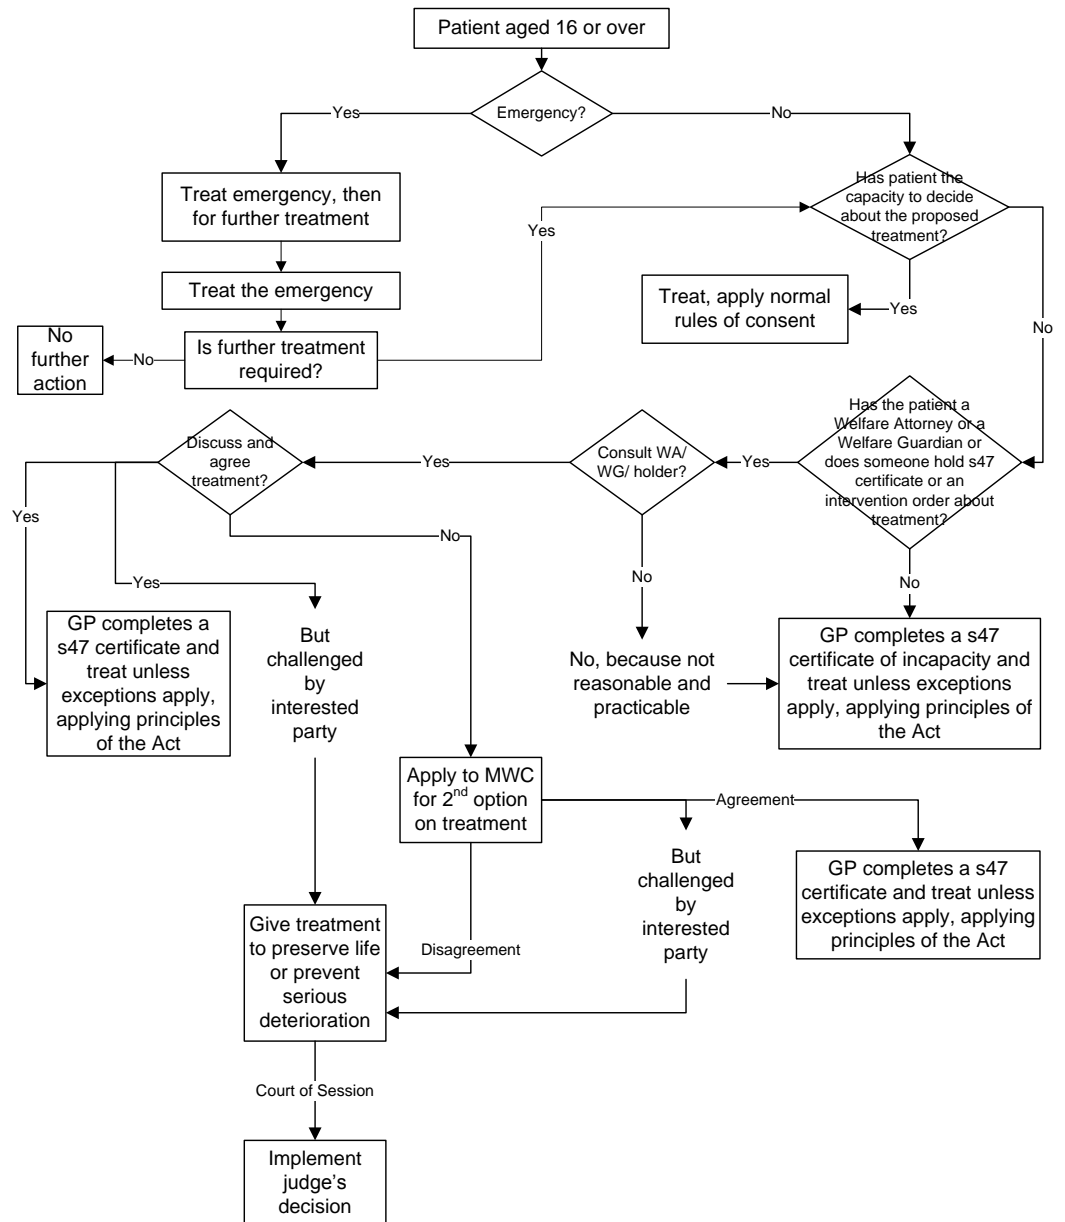 Patient aged 16 or over
Emergency?
Yes
No
Treat emergency, then
for further treatment
Has patient the
capacity to decide
about the proposed
treatment?
Yes
Treat the emergency
Treat, apply normal
rules of consent
Yes
No
No
further
action
No
Is further treatment
required?
Has the patient a
Welfare Attorney or a
Welfare Guardian or
does someone hold s47
certificate or an
intervention order about
treatment?
Discuss and
agree
treatment?
Yes
Consult WA/
WG/ holder?
Yes
Yes
No
Yes
No
No
GP completes a
s47 certificate and
treat unless
exceptions apply,
applying principles
of the Act
But
challenged
by
interested
party
No, because not
reasonable and
practicable
GP completes a s47
certificate of incapacity and
treat unless exceptions
apply, applying principles of
the Act
Apply to MWC
for 2nd option
on treatment
Agreement
But
challenged
by
interested
party
GP completes a s47
certificate and treat unless
exceptions apply, applying
principles of the Act
Give treatment
to preserve life
or prevent
serious
deterioration
Disagreement
Court of Session
Implement
judge's
decision